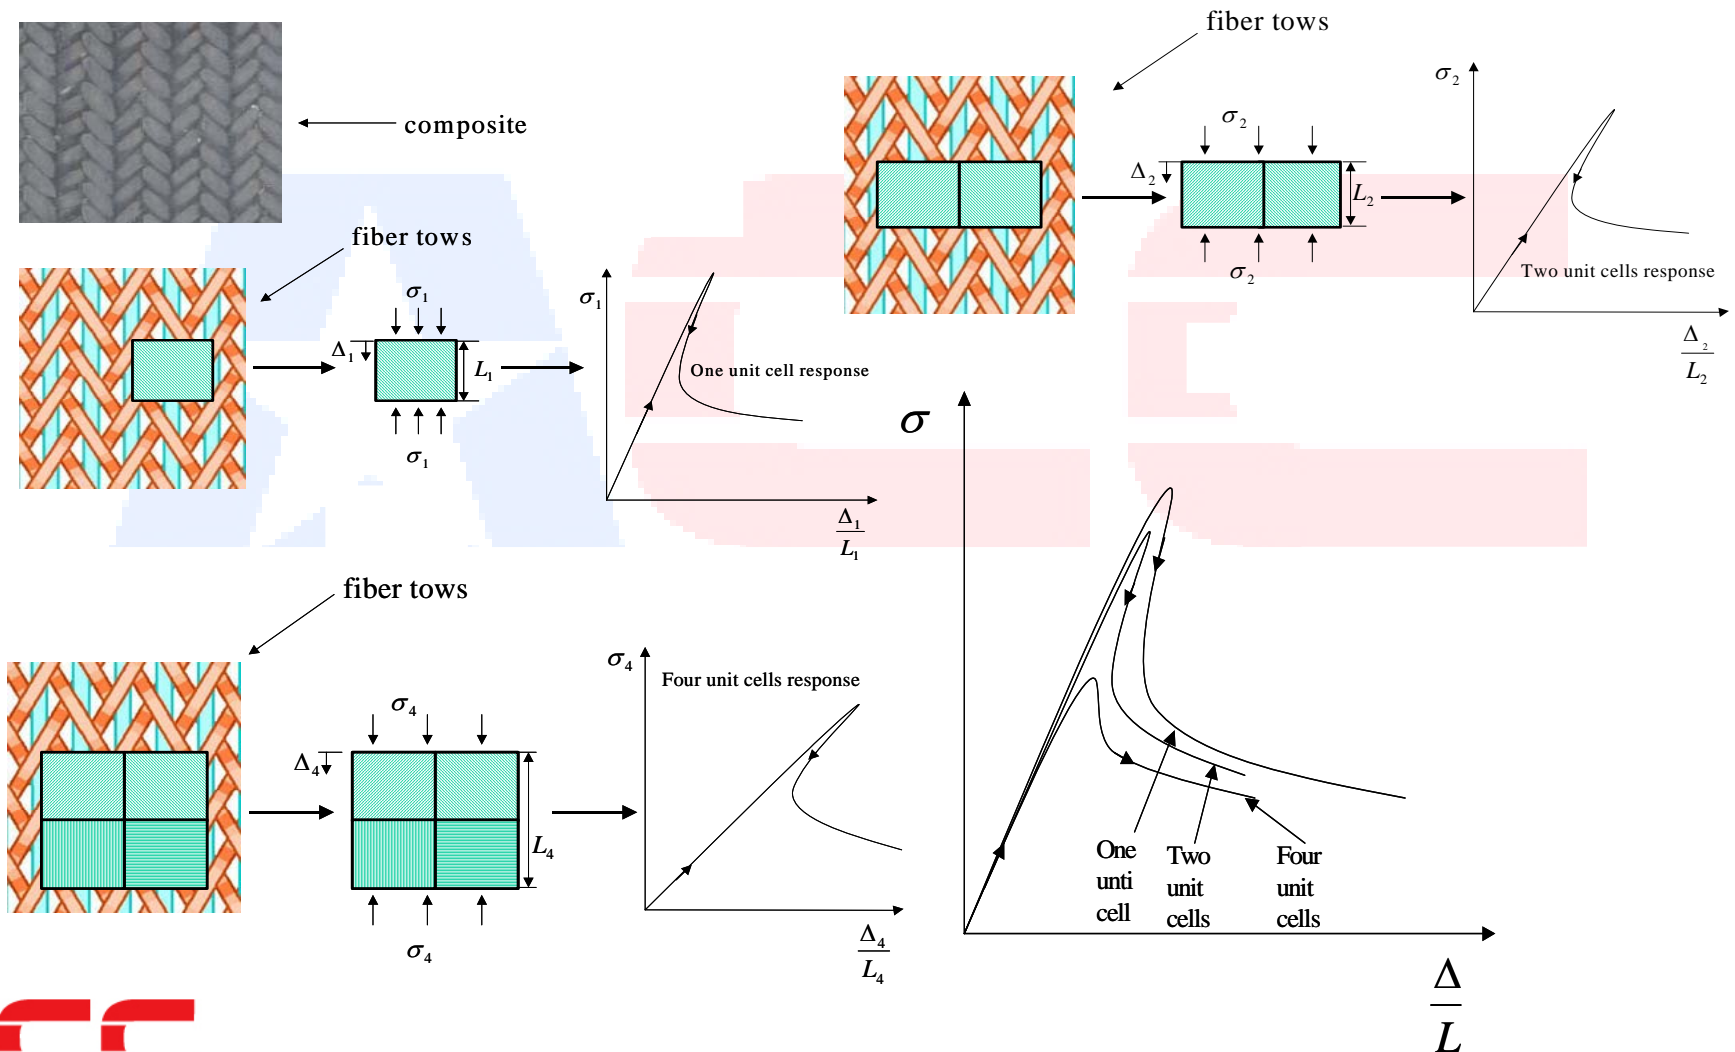 fiber tows
σ₂
composite
σ₂
Δ₂
L₂
fiber tows
σ₂
Two unit cells response
Δ₂
L₂
σ₁
σ₁
Δ₁
L₁
One unit cell response
σ₁
Δ₁
L₁
σ
fiber tows
σ₄
Four unit cells response
σ₄
Δ₄
L₄
σ₄
Δ₄
L₄
One
unti
cell
Two
unit
cells
Four
unit
cells
Δ
L